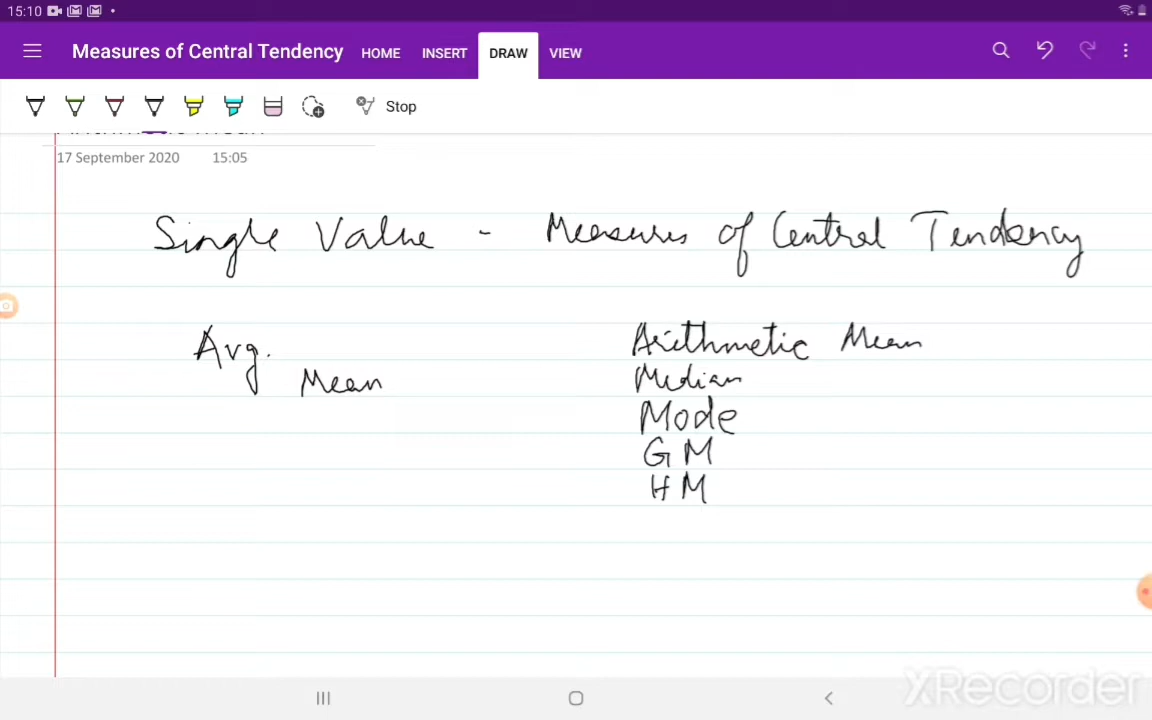 15:10
Measures of Central Tendency HOME INSERT DRAW VIEW
Stop
17 September 2020 15:05
Single Value - Measures of Central Tendency
Avg.
Mean
Arithmetic Mean
Median
Mode
GM
HM
XRecorder